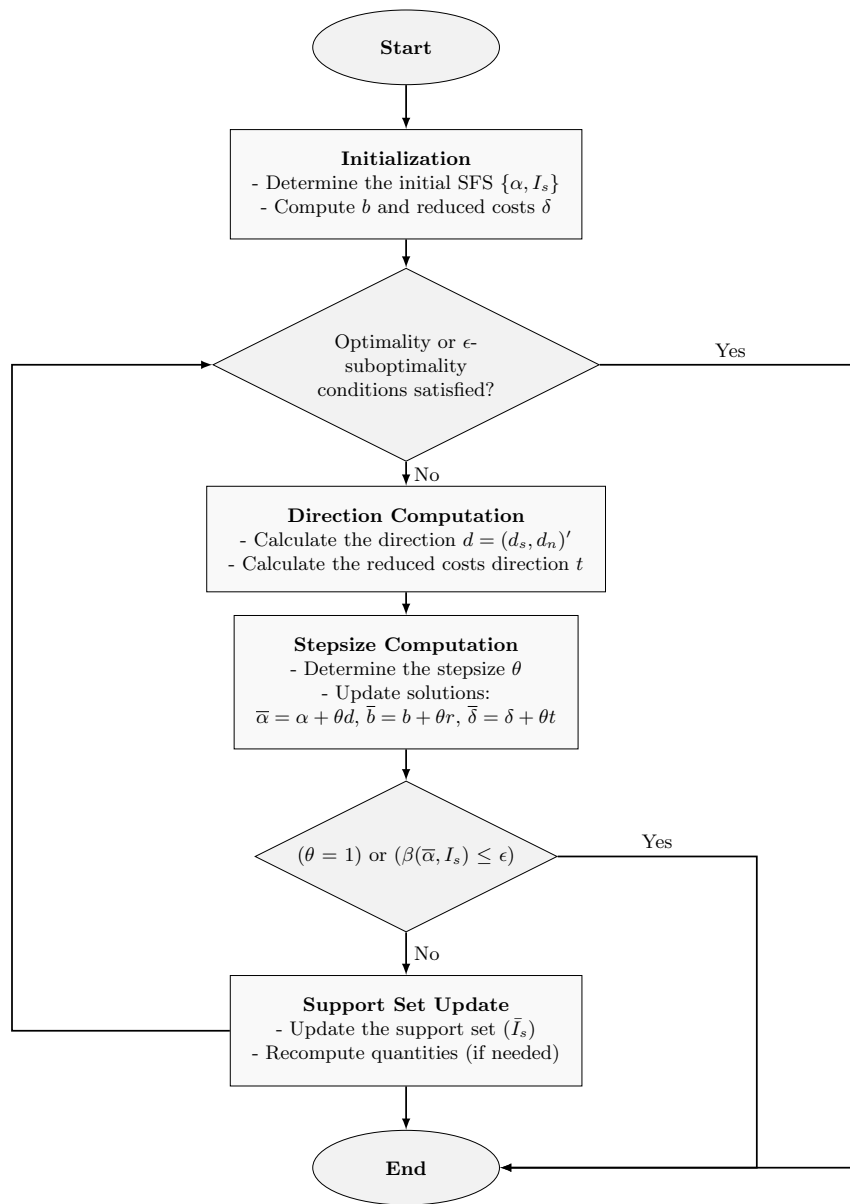 Start
Initialization
- Determine the initial SFS {α, I_s}
- Compute b and reduced costs δ
Optimality or ϵ-
suboptimality
conditions satisfied?
Yes
No
Direction Computation
- Calculate the direction d = (d_s, d_n)′
- Calculate the reduced costs direction t
Stepsize Computation
- Determine the stepsize θ
- Update solutions:
α̅ = α + θd, b̅ = b + θr, δ̅ = δ + θt
(θ = 1) or (β(α̅, I_s) ≤ ϵ)
Yes
No
Support Set Update
- Update the support set (Ī_s)
- Recompute quantities (if needed)
End